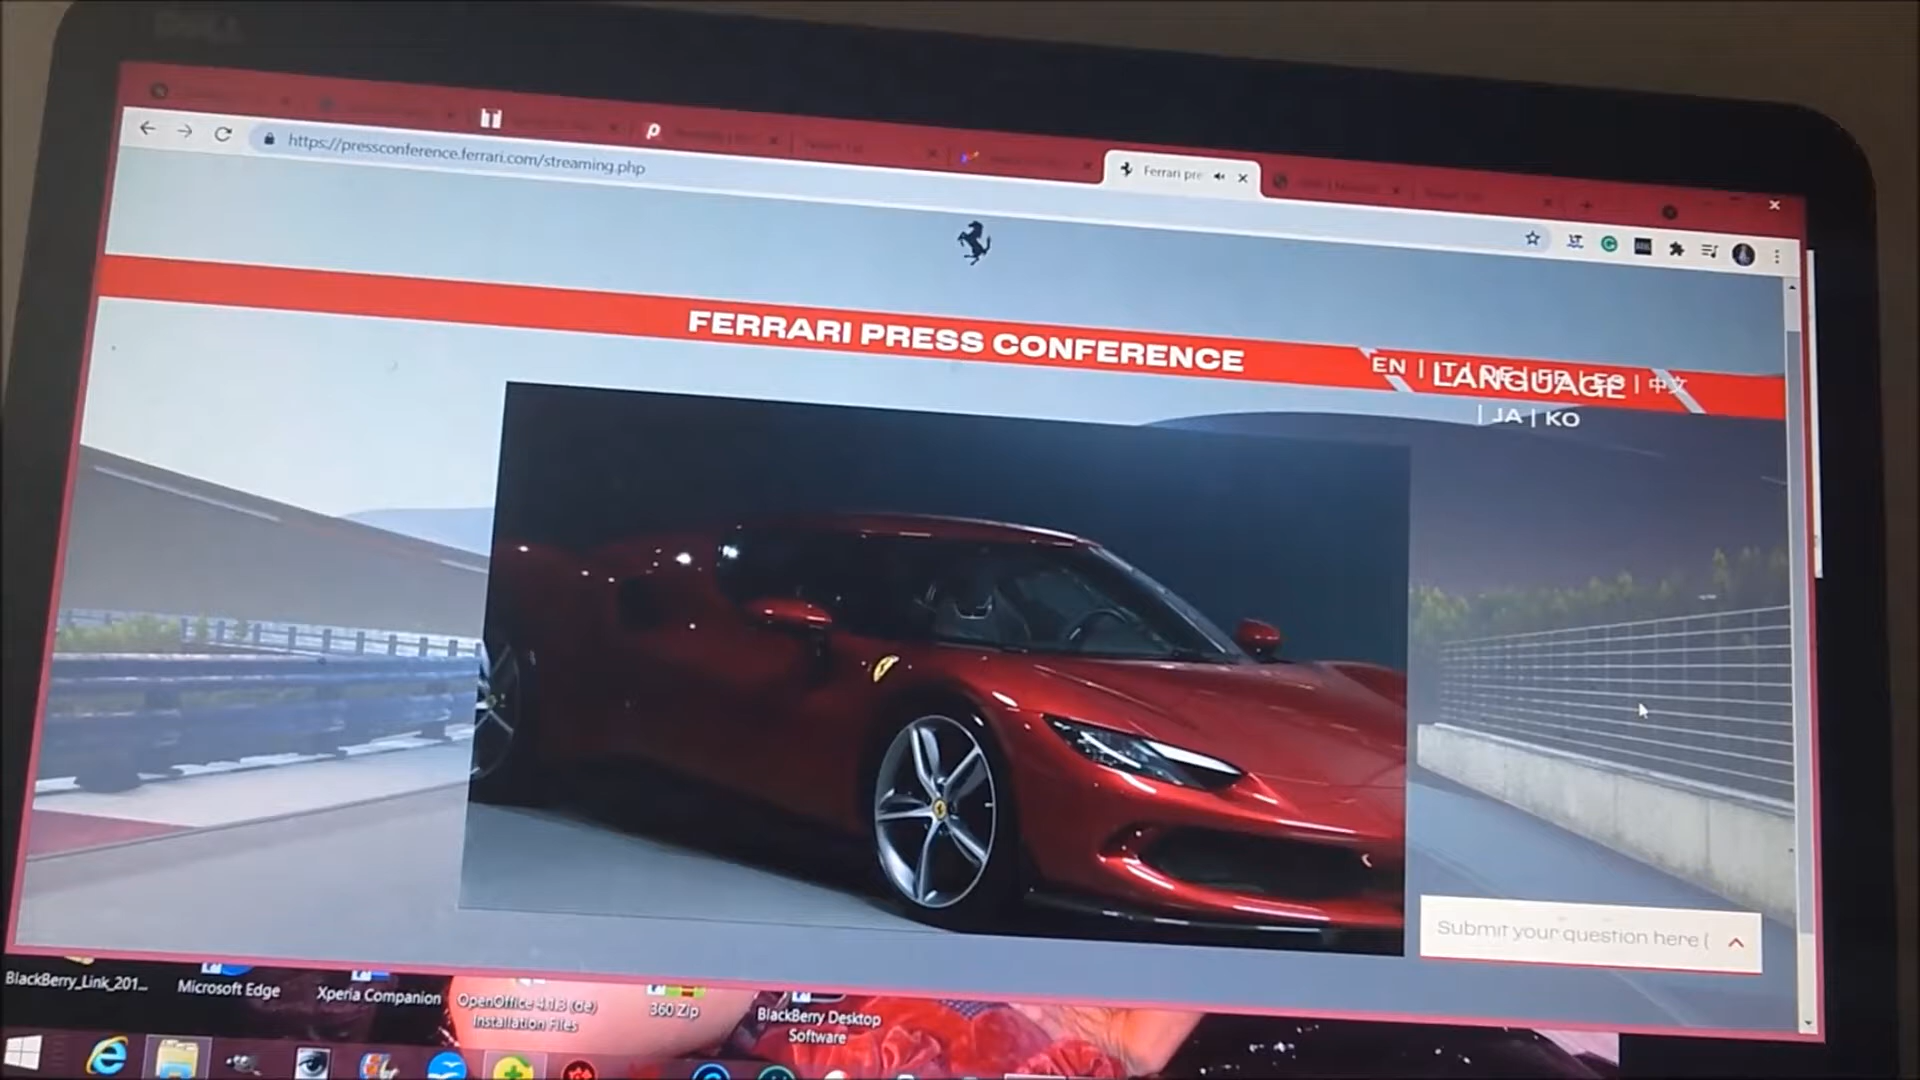 DELL
https://pressconference.ferrari.com/streaming.php
Ferrari pre
FERRARI PRESS CONFERENCE
EN | IT | DE | FR | ES | 中文
LANGUAGE
| JA | KO
Submit your question here (
BlackBerry_Link_201...
Microsoft Edge
Xperia Companion
OpenOffice 4.1.3 (de)
Installation Files
360 Zip
BlackBerry Desktop
Software